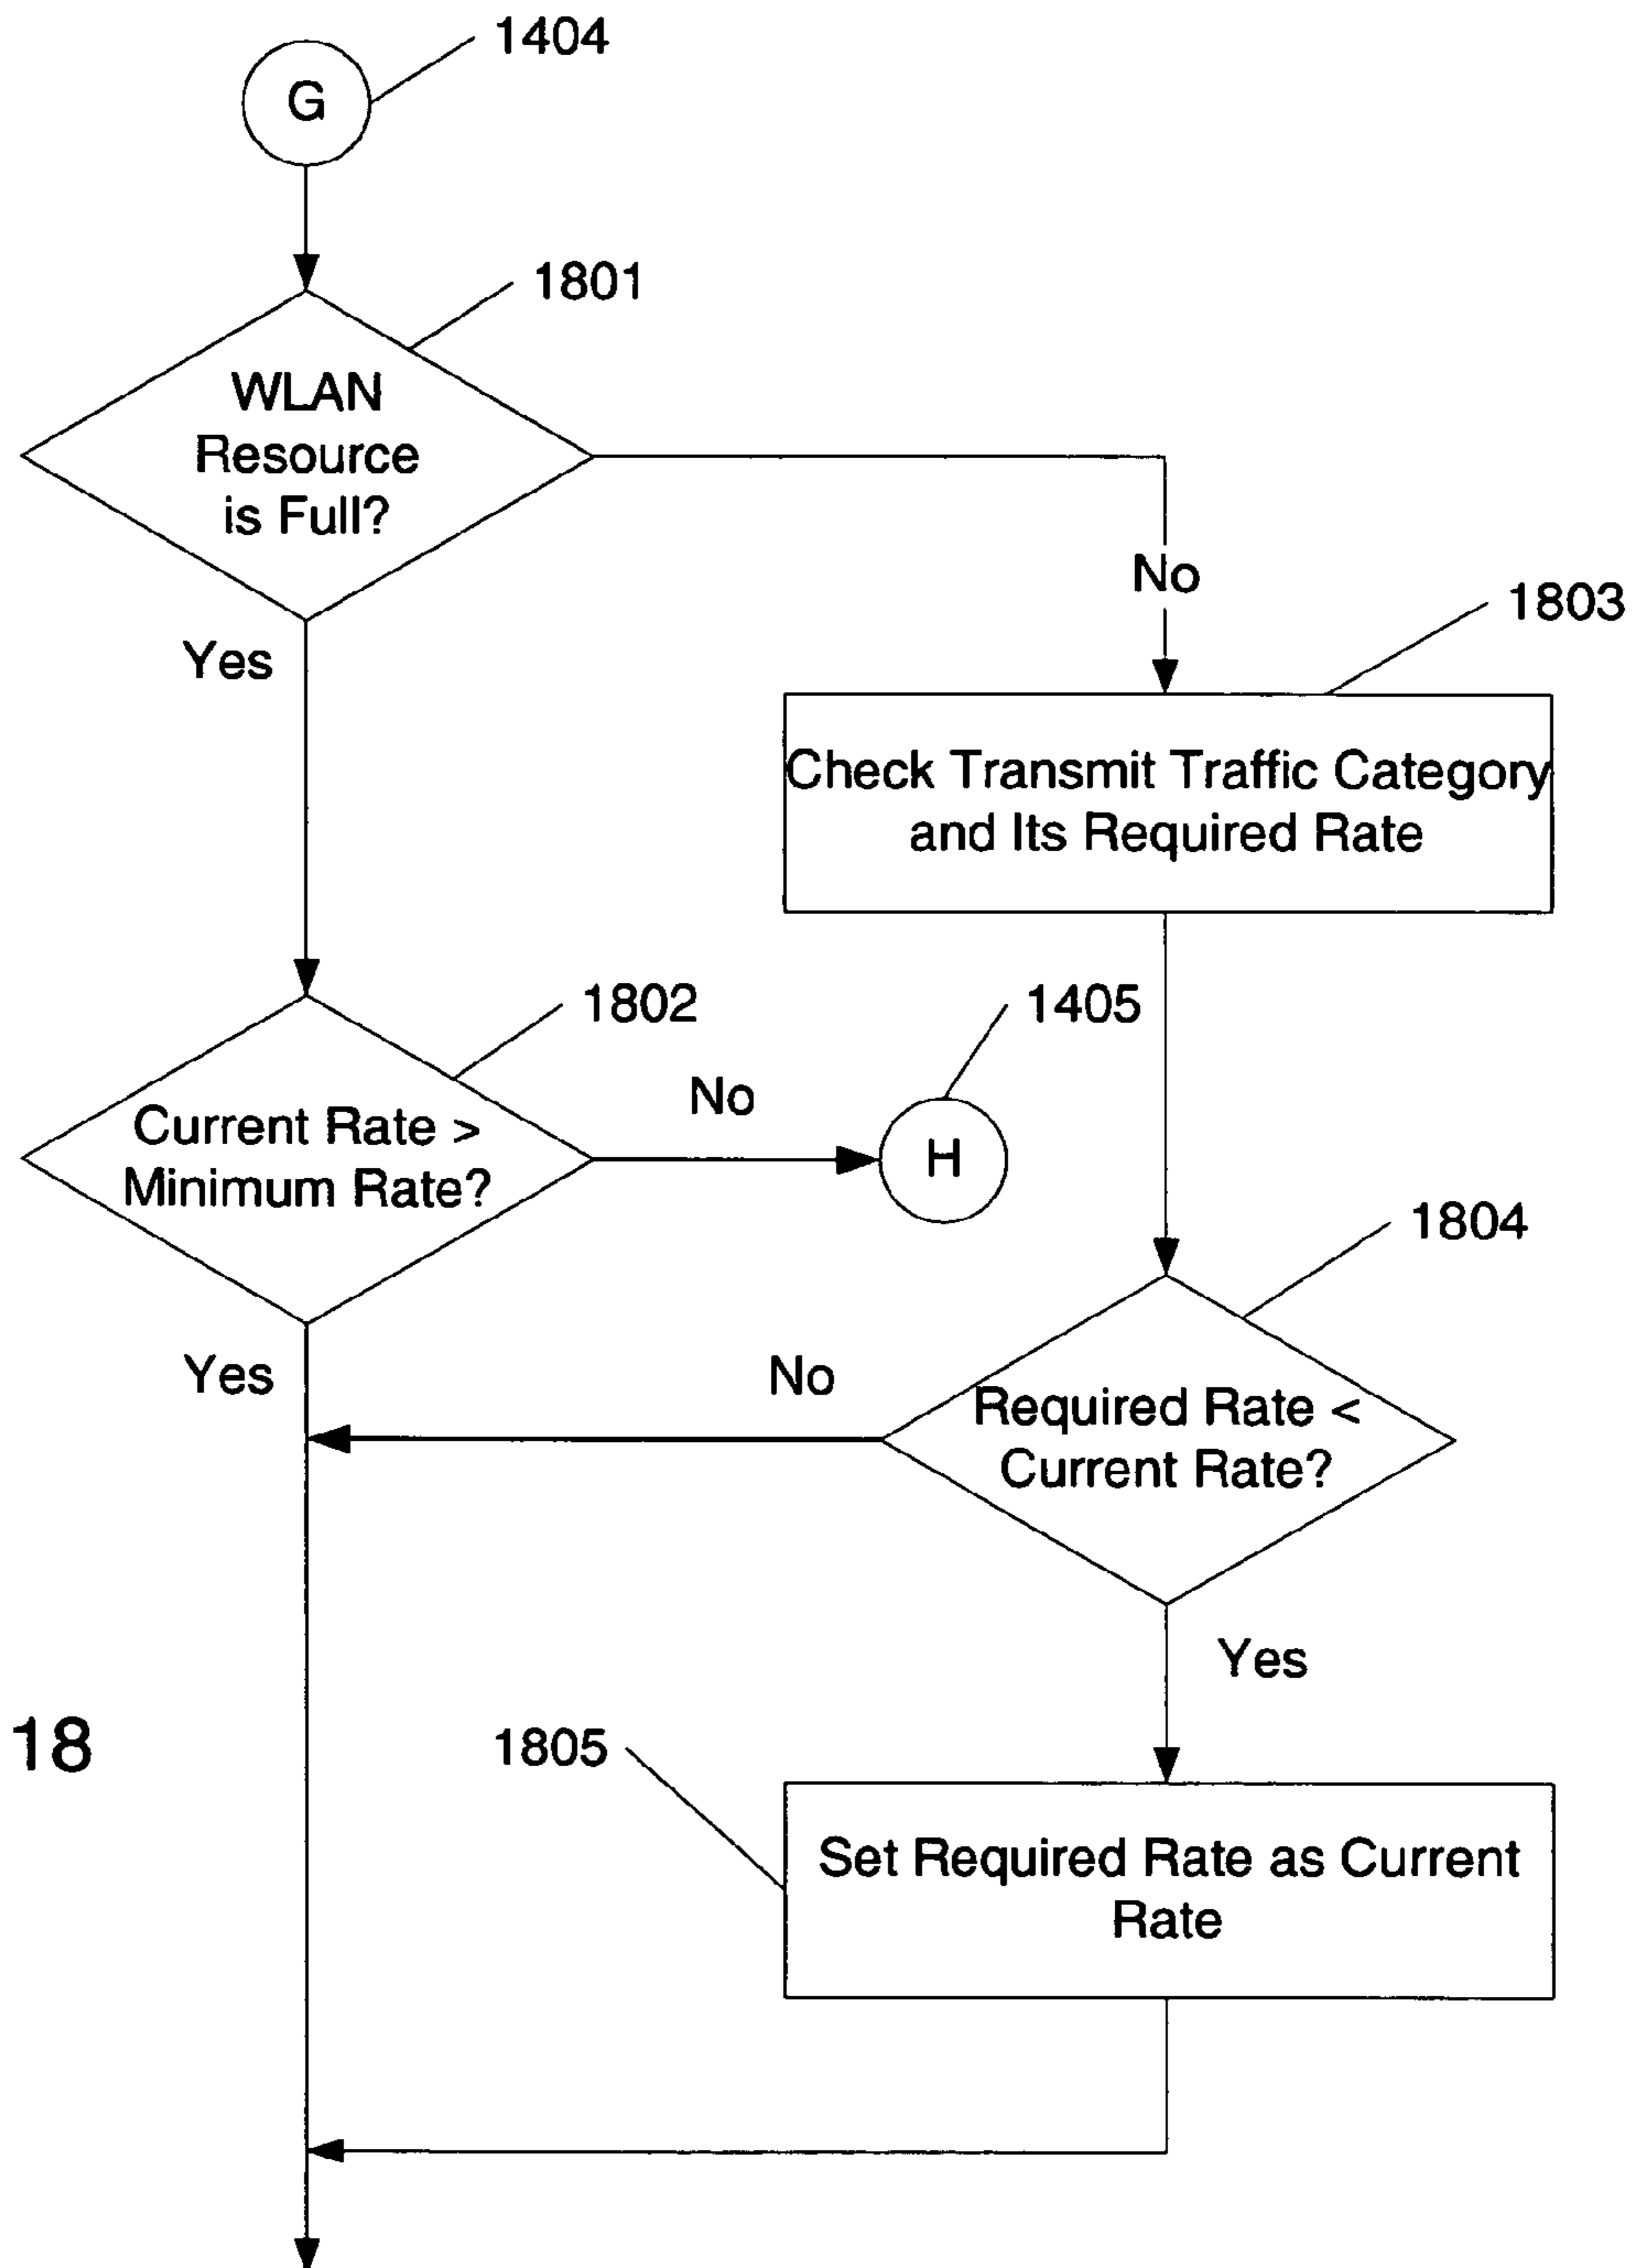 1404
G
1801
WLAN
Resource
is Full?
No
1803
Yes
Check Transmit Traffic Category
and Its Required Rate
1802
1405
No
Current Rate >
Minimum Rate?
H
1804
Yes
No
Required Rate <
Current Rate?
Yes
18
1805
Set Required Rate as Current
Rate